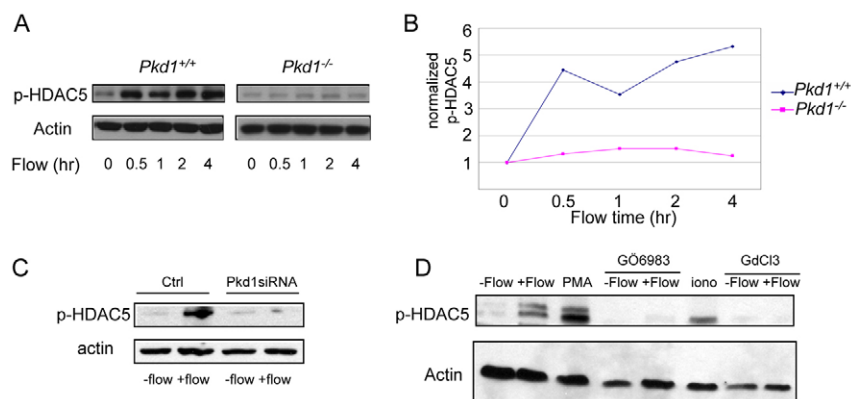 A
Pkd1+/+ Pkd1-/-
p-HDAC5
Actin
Flow (hr) 0 0.5 1 2 4 0 0.5 1 2 4
B
normalized
p-HDAC5
6
5
4
3
2
1
0 0.5 1 2 4
Flow time (hr)
Pkd1+/+
Pkd1-/-
C
Ctrl Pkd1siRNA
p-HDAC5
actin
-flow +flow -flow +flow
D
GÖ6983 GdCl3
-Flow +Flow PMA -Flow +Flow iono -Flow +Flow
p-HDAC5
Actin